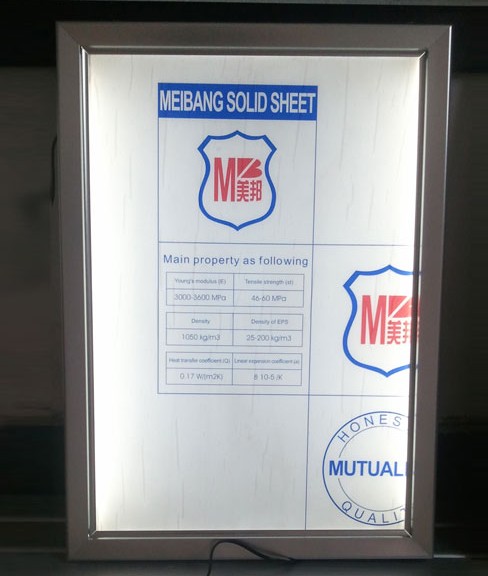 MEIBANG SOLID SHEET
MB
美邦
Main property as following
Young's modulus (E) Tensile strength (σt)
3000-3600 MPa 46-60 MPa
Density Density of EPS
1050 kg/m3 25-200 kg/m3
Heat transfer coefficient (Q) Linear expansion coefficient (a)
0.17 W(m2K) 8 10-5 /K
MB
美邦
HONES
MUTUAL
QUALI